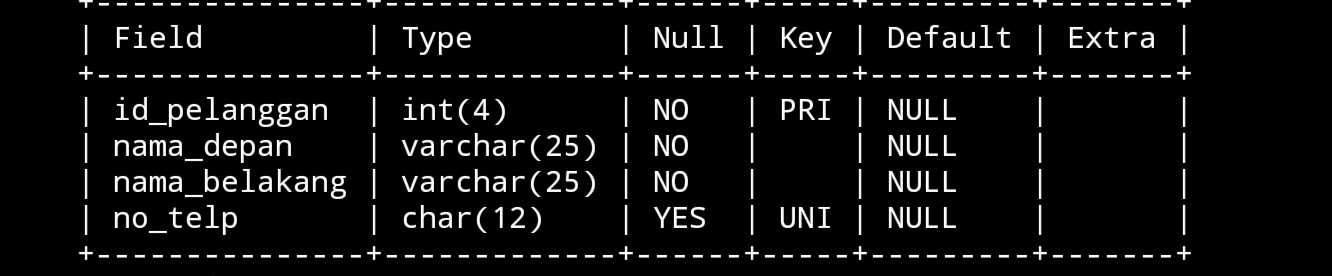 +---------------+-------------+------+-----+---------+-------+
| Field         | Type        | Null | Key | Default | Extra |
+---------------+-------------+------+-----+---------+-------+
| id_pelanggan  | int(4)      | NO   | PRI | NULL    |       |
| nama_depan    | varchar(25) | NO   |     | NULL    |       |
| nama_belakang | varchar(25) | NO   |     | NULL    |       |
| no_telp       | char(12)    | YES  | UNI | NULL    |       |
+---------------+-------------+------+-----+---------+-------+